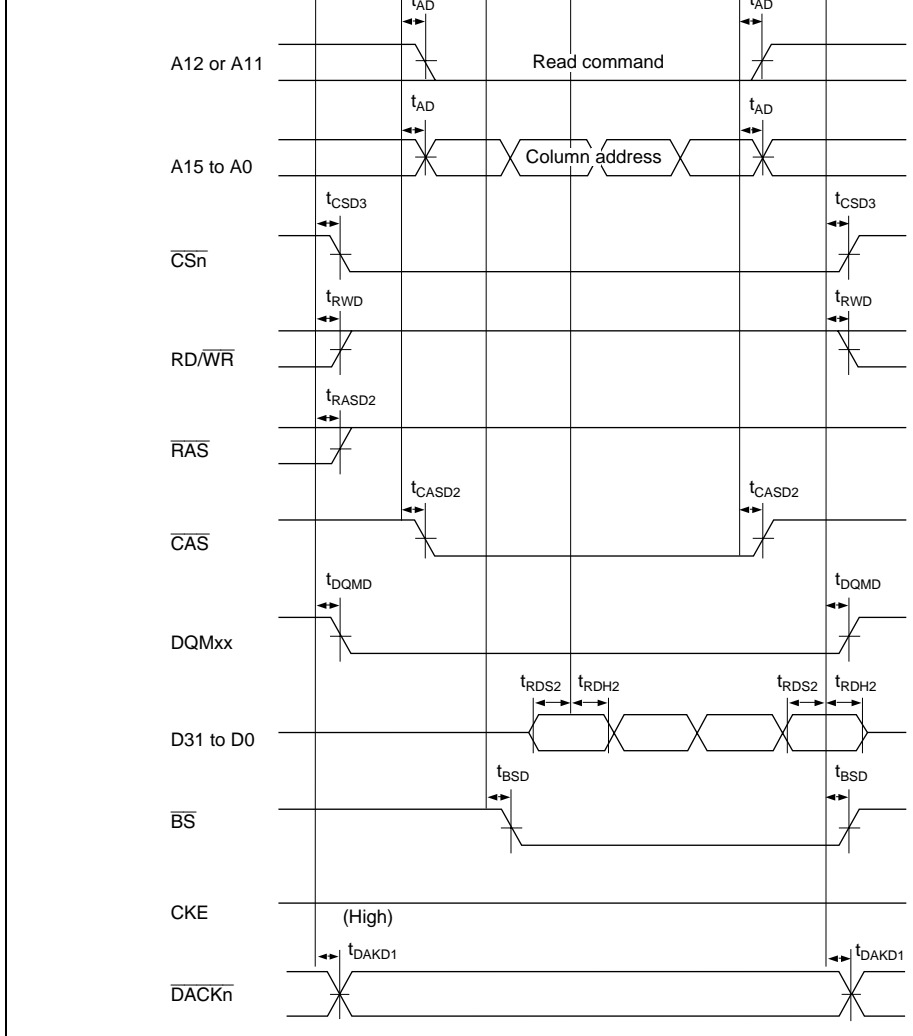 tAD tAD
A12 or A11 Read command
tAD tAD
A15 to A0 Column address
tCSD3 tCSD3
CSn
tRWD tRWD
RD/WR
tRASD2
RAS
tCASD2 tCASD2
CAS
tDQMD tDQMD
DQMxx
tRDS2 tRDH2 tRDS2 tRDH2
D31 to D0
tBSD tBSD
BS
CKE (High)
tDAKD1 tDAKD1
DACKn